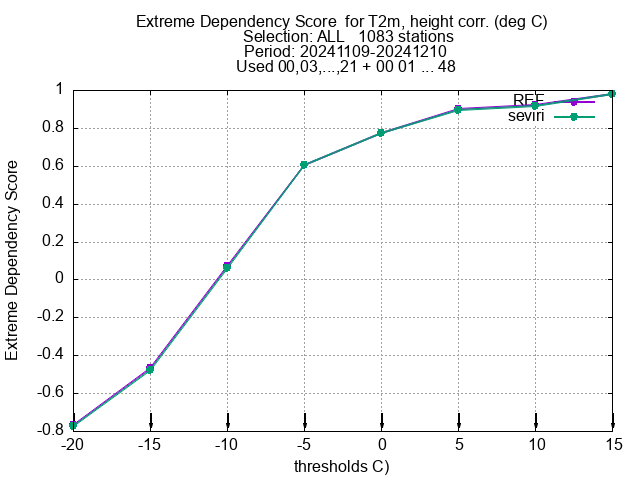 Extreme Dependency Score  for T2m, height corr. (deg C)
Selection: ALL   1083 stations
Period: 20241109-20241210
Used 00,03,...,21 + 00 01 ... 48
Extreme Dependency Score
1
0.8
0.6
0.4
0.2
0
-0.2
-0.4
-0.6
-0.8
REF
seviri
-20 -15 -10 -5 0 5 10 15
thresholds C)